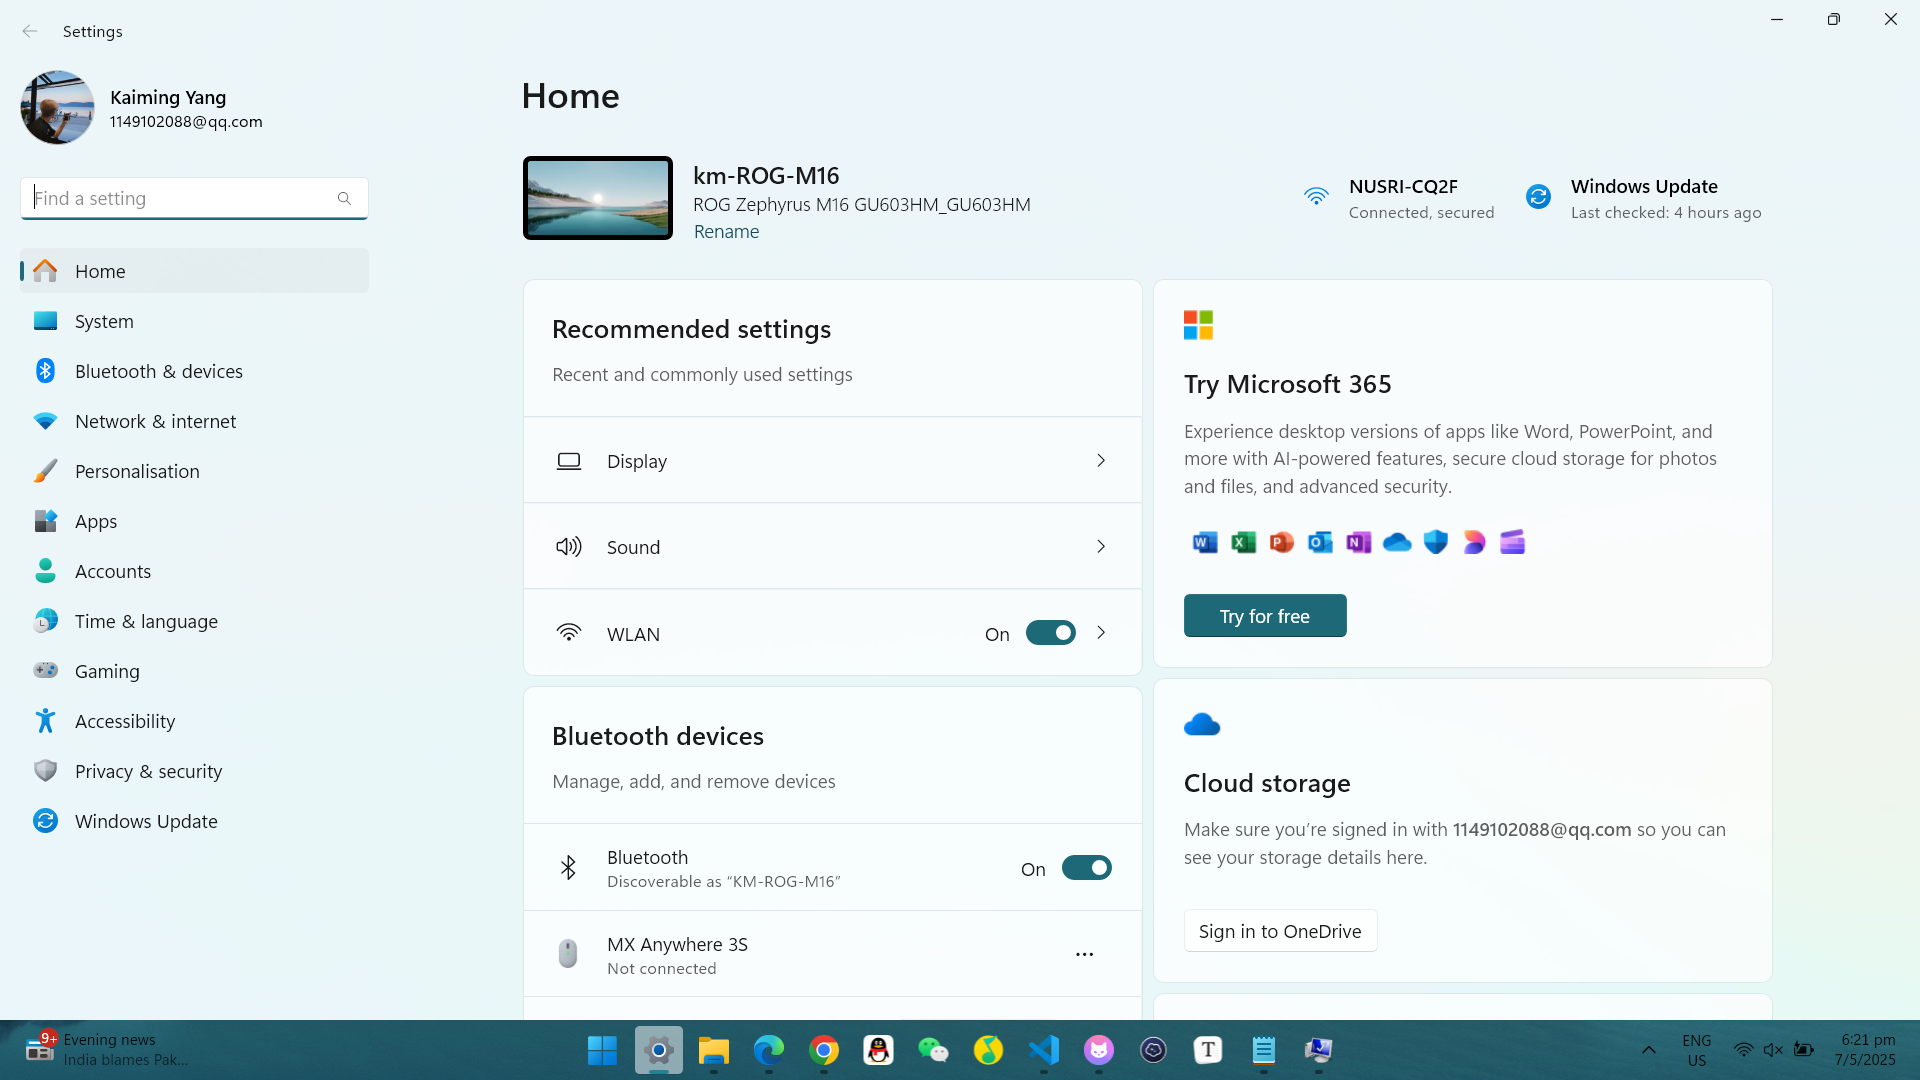 Settings
Kaiming Yang
1149102088@qq.com
Find a setting
Home
System
Bluetooth & devices
Network & internet
Personalisation
Apps
Accounts
Time & language
Gaming
Accessibility
Privacy & security
Windows Update
Home
km-ROG-M16
ROG Zephyrus M16 GU603HM_GU603HM
Rename
NUSRI-CQ2F
Connected, secured
Windows Update
Last checked: 4 hours ago
Recommended settings
Recent and commonly used settings
Display
Sound
WLAN
On
Bluetooth devices
Manage, add, and remove devices
Bluetooth
Discoverable as “KM-ROG-M16”
On
MX Anywhere 3S
Not connected
Try Microsoft 365
Experience desktop versions of apps like Word, PowerPoint, and
more with AI-powered features, secure cloud storage for photos
and files, and advanced security.
Try for free
Cloud storage
Make sure you’re signed in with 1149102088@qq.com so you can
see your storage details here.
Sign in to OneDrive
9+
Evening news
India blames Pak...
ENG
US
6:21 pm
7/5/2025